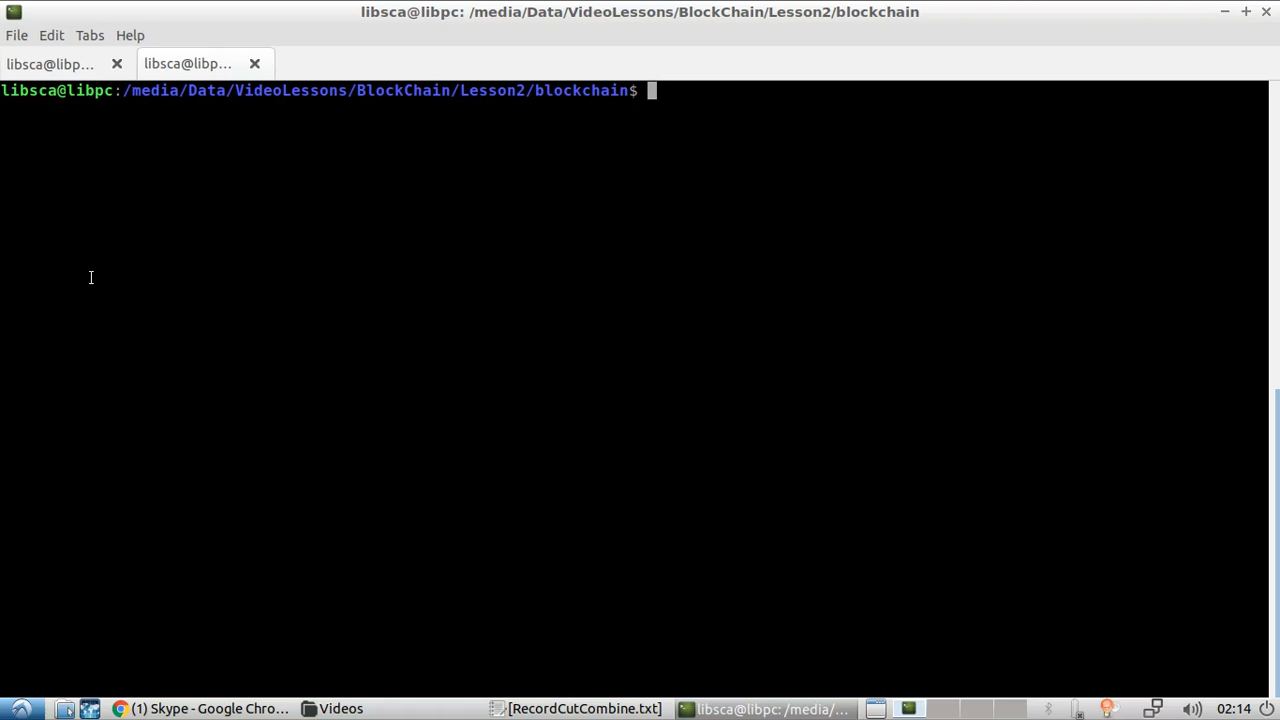 libsca@libpc: /media/Data/VideoLessons/BlockChain/Lesson2/blockchain
File Edit Tabs Help
libsca@libp... libsca@libp...
libsca@libpc:/media/Data/VideoLessons/BlockChain/Lesson2/blockchain$
(1) Skype - Google Chro... Videos [RecordCutCombine.txt] libsca@libpc: /media/... 02:14